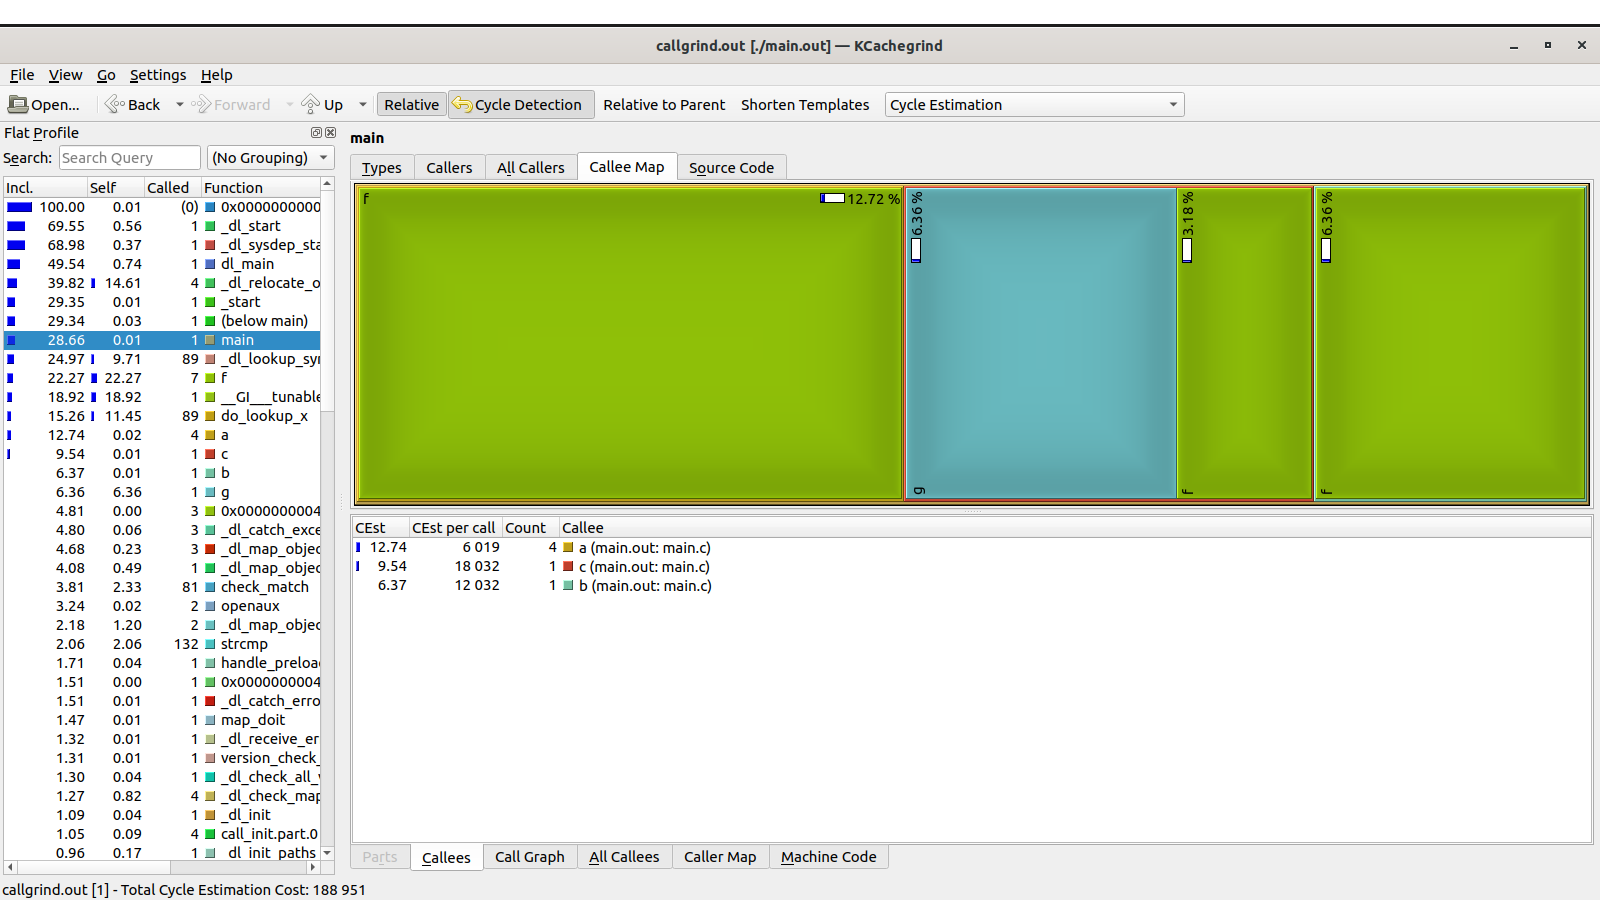 callgrind.out [./main.out] — KCachegrind
File View Go Settings Help
Open... Back Forward Up Relative Cycle Detection Relative to Parent Shorten Templates Cycle Estimation
Flat Profile
Search: Search Query (No Grouping)
Incl. Self Called Function
100.00 0.01 (0) 0x0000000000
69.55 0.56 1 _dl_start
68.98 0.37 1 _dl_sysdep_sta
49.54 0.74 1 dl_main
39.82 14.61 4 _dl_relocate_o
29.35 0.01 1 _start
29.34 0.03 1 (below main)
28.66 0.01 1 main
24.97 9.71 89 _dl_lookup_syı
22.27 22.27 7 f
18.92 18.92 1 __GI___tunable
15.26 11.45 89 do_lookup_x
12.74 0.02 4 a
9.54 0.01 1 c
6.37 0.01 1 b
6.36 6.36 1 g
4.81 0.00 3 0x0000000004
4.80 0.06 3 _dl_catch_exce
4.68 0.23 3 _dl_map_objec
4.08 0.49 1 _dl_map_objec
3.81 2.33 81 check_match
3.24 0.02 2 openaux
2.18 1.20 2 _dl_map_objec
2.06 2.06 132 strcmp
1.71 0.04 1 handle_preloa
1.51 0.00 1 0x0000000004
1.51 0.01 1 _dl_catch_erro
1.47 0.01 1 map_doit
1.32 0.01 1 _dl_receive_er
1.31 0.01 1 version_check_
1.30 0.04 1 _dl_check_all_
1.27 0.82 4 _dl_check_map
1.09 0.04 1 _dl_init
1.05 0.09 4 call_init.part.0
0.96 0.17 1 _dl_init_paths
main
Types Callers All Callers Callee Map Source Code
f 12.72 %
g 6.36 %
f 3.18 %
f 6.36 %
CEst CEst per call Count Callee
12.74 6 019 4 a (main.out: main.c)
9.54 18 032 1 c (main.out: main.c)
6.37 12 032 1 b (main.out: main.c)
Parts Callees Call Graph All Callees Caller Map Machine Code
callgrind.out [1] - Total Cycle Estimation Cost: 188 951